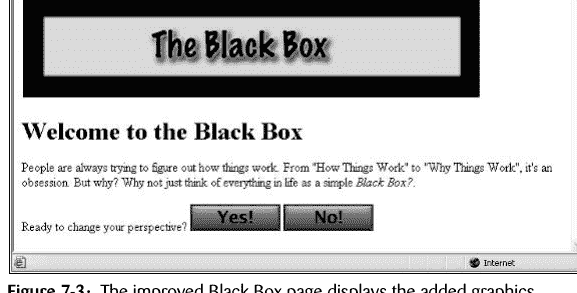 The Black Box
Welcome to the Black Box
People are always trying to figure out how things work. From "How Things Work" to "Why Things Work", it's an
obsession. But why? Why not just think of everything in life as a simple Black Box?.
Ready to change your perspective? Yes! No!
Internet
Figure 7-3: The improved Black Box page displays the added graphics.